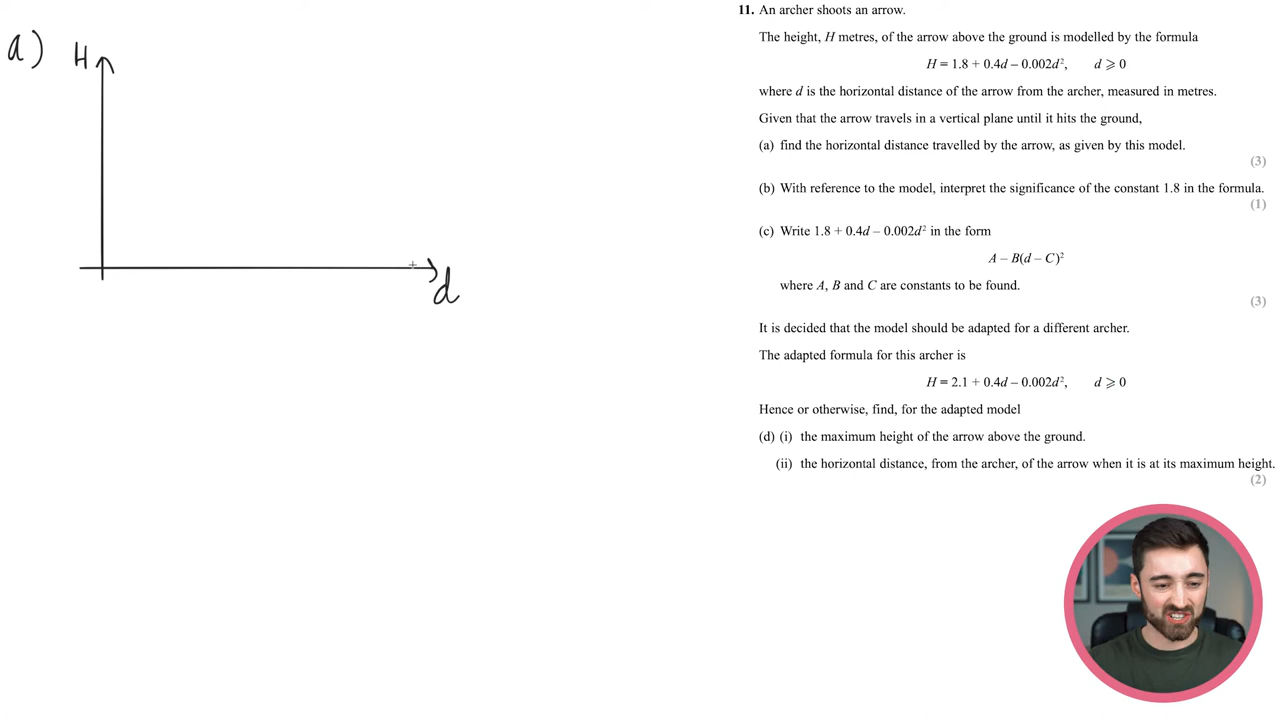 a) H
d
11. An archer shoots an arrow.
The height, H metres, of the arrow above the ground is modelled by the formula
H = 1.8 + 0.4d – 0.002d², d ⩾ 0
where d is the horizontal distance of the arrow from the archer, measured in metres.
Given that the arrow travels in a vertical plane until it hits the ground,
(a) find the horizontal distance travelled by the arrow, as given by this model.
(3)
(b) With reference to the model, interpret the significance of the constant 1.8 in the formula.
(1)
(c) Write 1.8 + 0.4d – 0.002d² in the form
A – B(d – C)²
where A, B and C are constants to be found.
(3)
It is decided that the model should be adapted for a different archer.
The adapted formula for this archer is
H = 2.1 + 0.4d – 0.002d², d ⩾ 0
Hence or otherwise, find, for the adapted model
(d) (i) the maximum height of the arrow above the ground.
(ii) the horizontal distance, from the archer, of the arrow when it is at its maximum height.
(2)